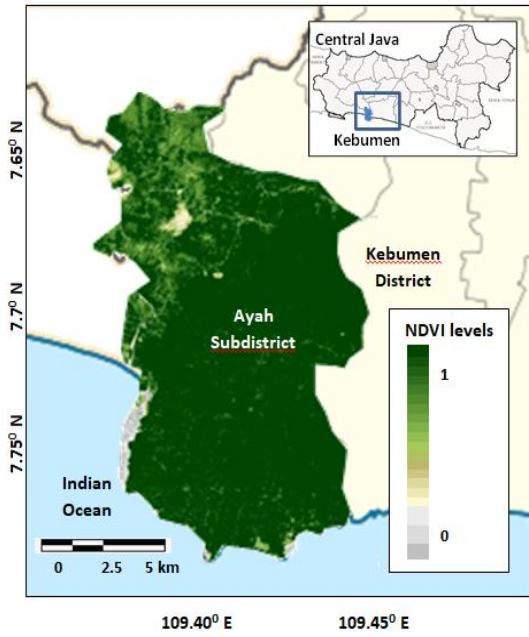 Central Java
Kebumen
7.65⁰ N
Kebumen
District
Ayah
Subdistrict
7.7⁰ N
NDVI levels
1
0
7.75⁰ N
Indian
Ocean
0 2.5 5 km
109.40⁰ E 109.45⁰ E